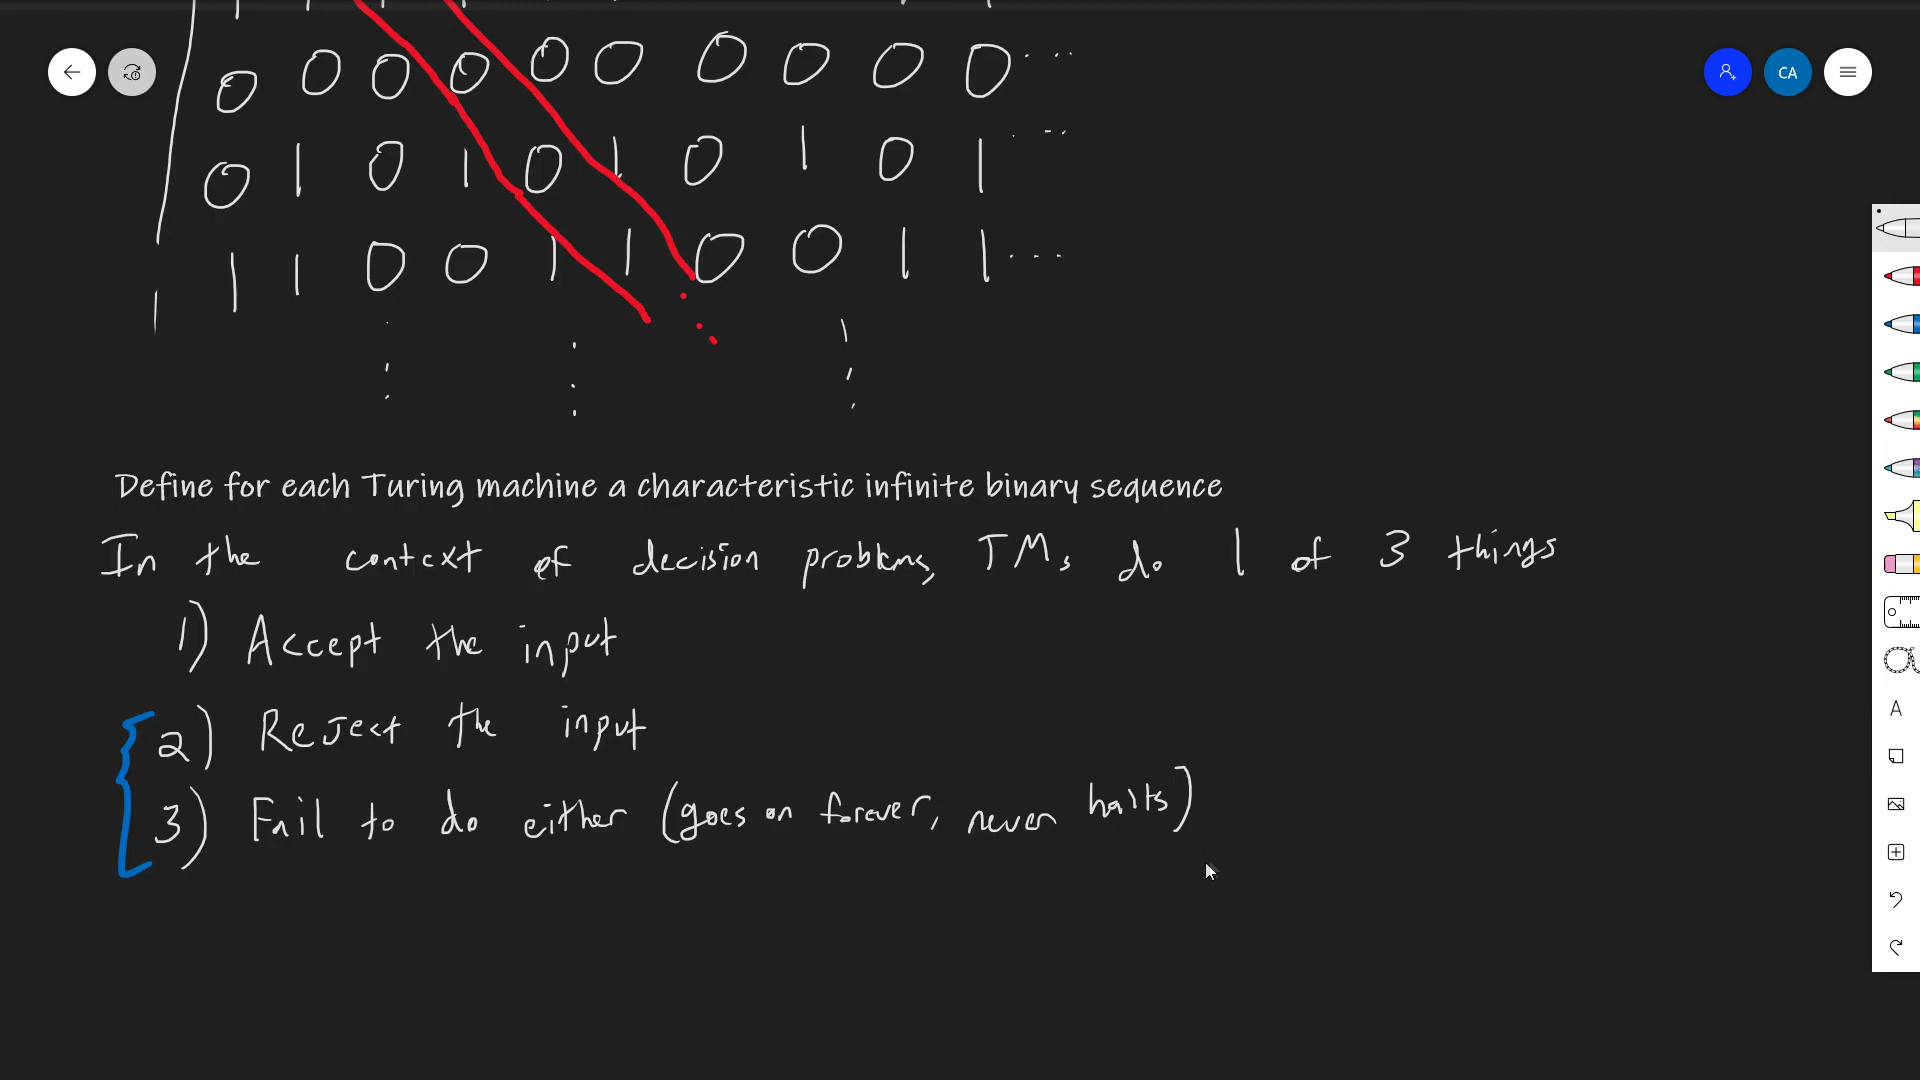 0 0 0 0 0 0 0 0 0 0 ...
CA
0 1 0 1 0 1 0 1 0 1 ...
1 1 0 0 1 1 0 0 1 1 ...
Define for each Turing machine a characteristic infinite binary sequence
In the context of decision problems, TMs do 1 of 3 things
1) Accept the input
2) Reject the input
3) Fail to do either (goes on forever, never halts)
A